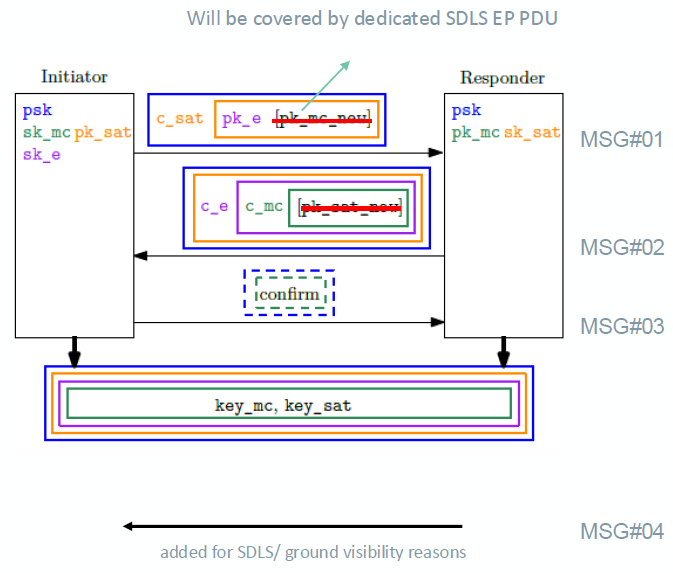 Will be covered by dedicated SDLS EP PDU
Initiator
Responder
psk
sk_mc pk_sat
sk_e
c_sat pk_e [pk_mc_new]
psk
pk_mc sk_sat
MSG#01
c_e c_mc [pk_sat_new]
MSG#02
confirm
MSG#03
key_mc, key_sat
MSG#04
added for SDLS/ ground visibility reasons